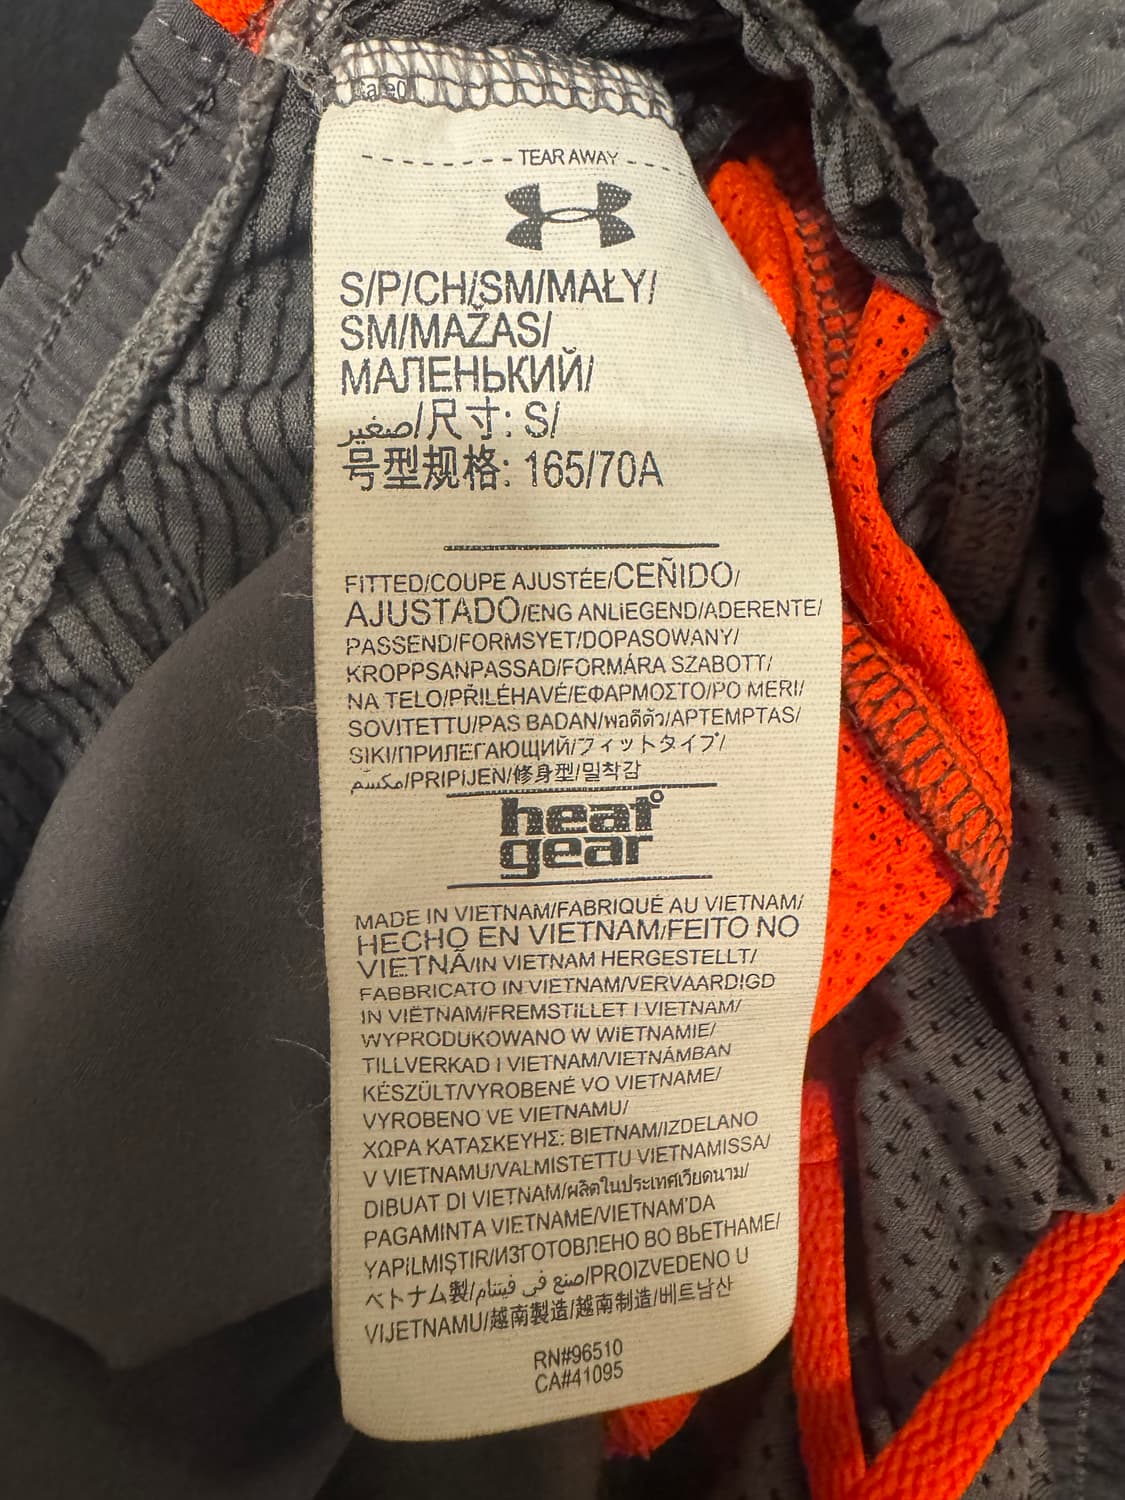 TEAR AWAY
S/P/CH/SM/MAŁY/
SM/MAŽAS/
МАЛЕНЬКИЙ/
صغير/尺寸: S/
号型规格: 165/70A
FITTED/COUPE AJUSTÉE/CEÑIDO/
AJUSTADO/ENG ANLIEGEND/ADERENTE/
PASSEND/FORMSYET/DOPASOWANY/
KROPPSANPASSAD/FORMÁRA SZABOTT/
NA TELO/PŘILÉHAVÉ/ΕΦΑΡΜΟΣΤΟ/PO MERI/
SOVITETTU/PAS BADAN/พอดีตัว/APTEMPTAS/
SIKI/ПРИЛЕГАЮЩИЙ/フィットタイプ/
مكسّم/PRIPIJEN/修身型/밀착감
heat
gear
MADE IN VIETNAM/FABRIQUÉ AU VIETNAM/
HECHO EN VIETNAM/FEITO NO
VIETNÃ/IN VIETNAM HERGESTELLT/
FABBRICATO IN VIETNAM/VERVAARDIGD
IN VIËTNAM/FREMSTILLET I VIETNAM/
WYPRODUKOWANO W WIETNAMIE/
TILLVERKAD I VIETNAM/VIETNÁMBAN
KÉSZÜLT/VYROBENÉ VO VIETNAME/
VYROBENO VE VIETNAMU/
ΧΩΡΑ ΚΑΤΑΣΚΕΥΗΣ: ΒΙΕΤΝΑΜ/IZDELANO
V VIETNAMU/VALMISTETTU VIETNAMISSA/
DIBUAT DI VIETNAM/ผลิตในประเทศเวียดนาม/
PAGAMINTA VIETNAME/VIETNAM'DA
YAPILMIŞTIR/ИЗГОТОВЛЕНО ВО ВЬЕТНАМЕ/
ベトナム製/صنع في فيتنام/PROIZVEDENO U
VIJETNAMU/越南製造/越南制造/베트남산
RN#96510
CA#41095